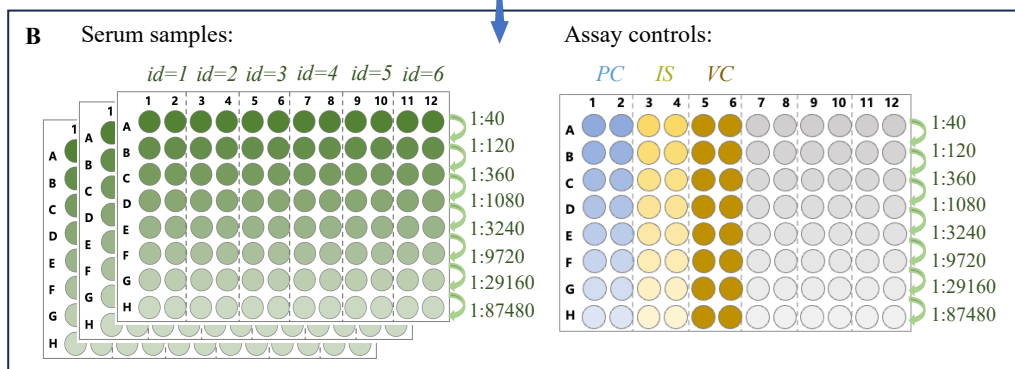 B Serum samples:
Assay controls:
id=1 id=2 id=3 id=4 id=5 id=6
1 2 3 4 5 6 7 8 9 10 11 12
A
B
C
D
E
F
G
H
1:40
1:120
1:360
1:1080
1:3240
1:9720
1:29160
1:87480
1
A
B
C
D
E
F
G
H
1
A
B
C
D
E
F
G
H
PC IS VC
1 2 3 4 5 6 7 8 9 10 11 12
A
B
C
D
E
F
G
H
1:40
1:120
1:360
1:1080
1:3240
1:9720
1:29160
1:87480